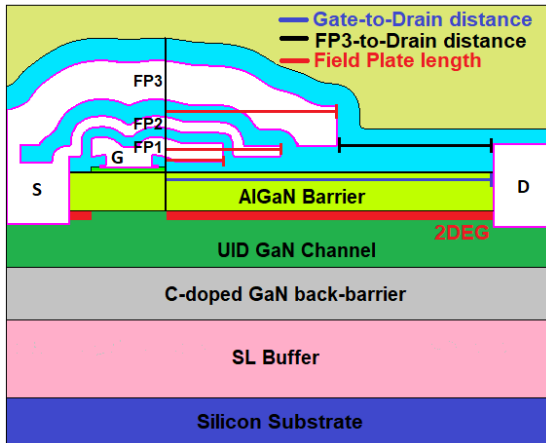 Gate-to-Drain distance
FP3-to-Drain distance
Field Plate length
FP3
FP2
FP1
G
S
D
AlGaN Barrier
2DEG
UID GaN Channel
C-doped GaN back-barrier
SL Buffer
Silicon Substrate